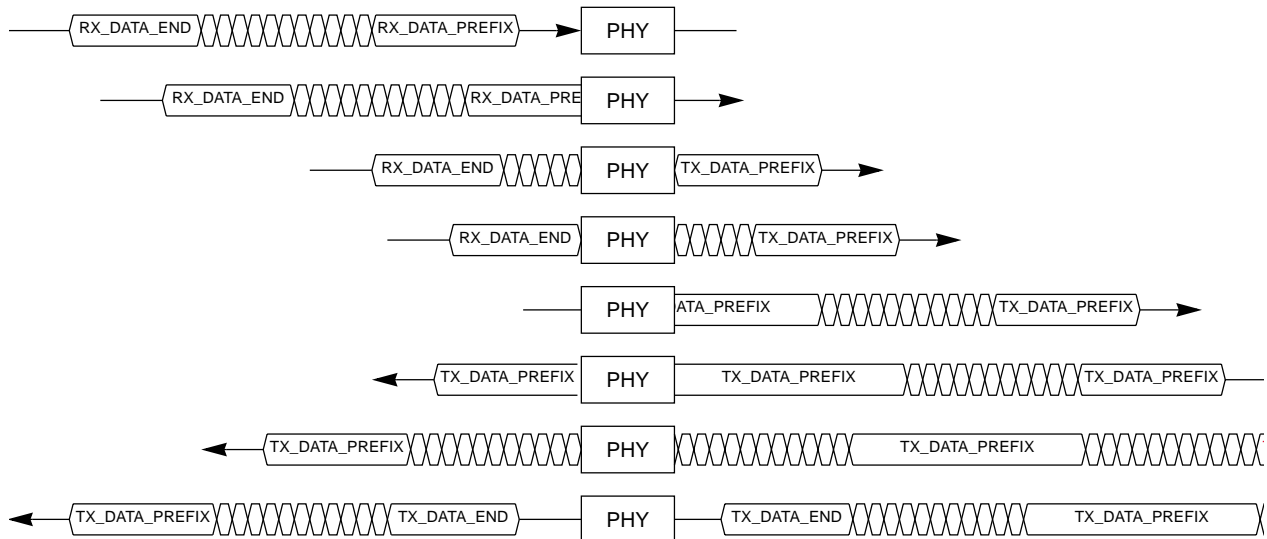 RX_DATA_END RX_DATA_PREFIX PHY
RX_DATA_END RX_DATA_PRE PHY
RX_DATA_END PHY TX_DATA_PREFIX
RX_DATA_END PHY TX_DATA_PREFIX
PHY DATA_PREFIX TX_DATA_PREFIX
TX_DATA_PREFIX PHY TX_DATA_PREFIX TX_DATA_PREFIX
TX_DATA_PREFIX PHY TX_DATA_PREFIX
TX_DATA_PREFIX TX_DATA_END PHY TX_DATA_END TX_DATA_PREFIX